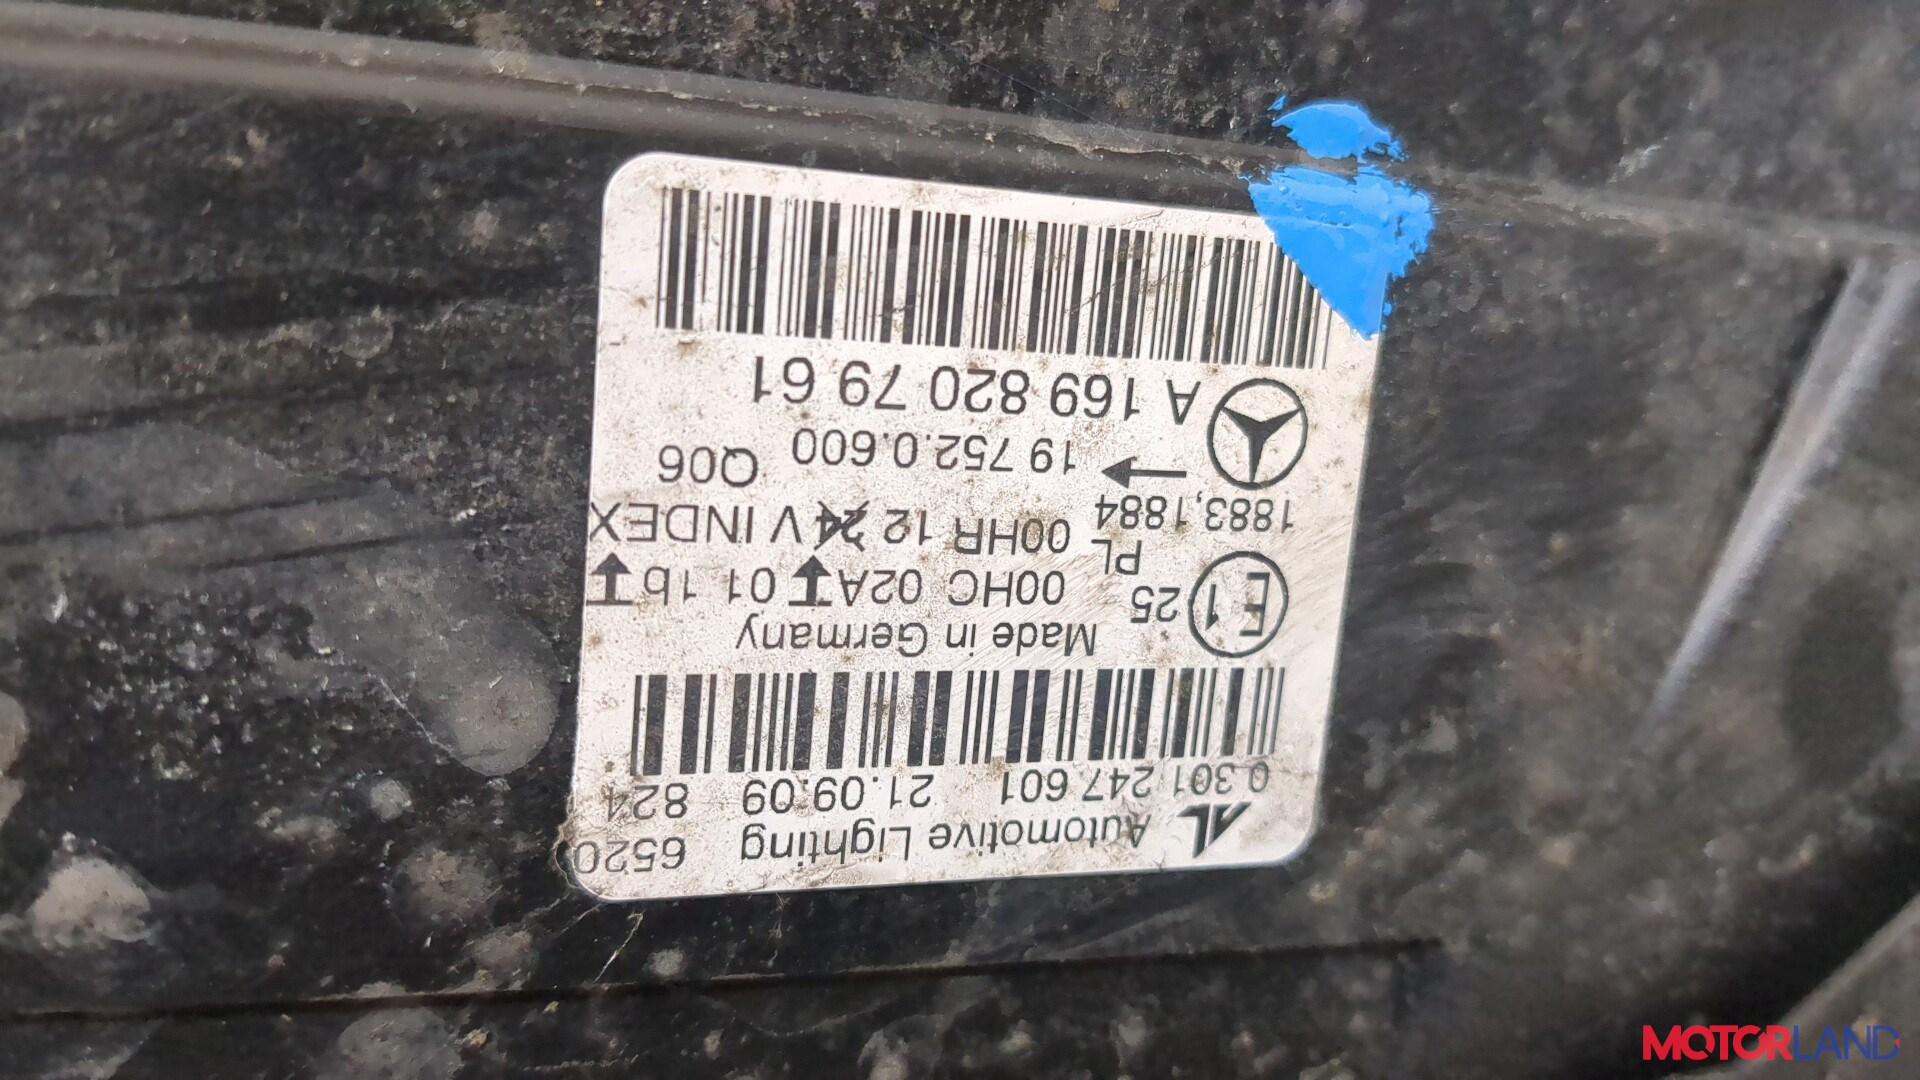 Automotive Lighting 6520
0 301 247 601 21.09.09 824
Made in Germany
E1 25 00HC 02A 01 1b
PL 00HR 12 24 V INDEX
1883,1884
19 752.0.600 Q06
A 169 820 79 61
MOTORLAND